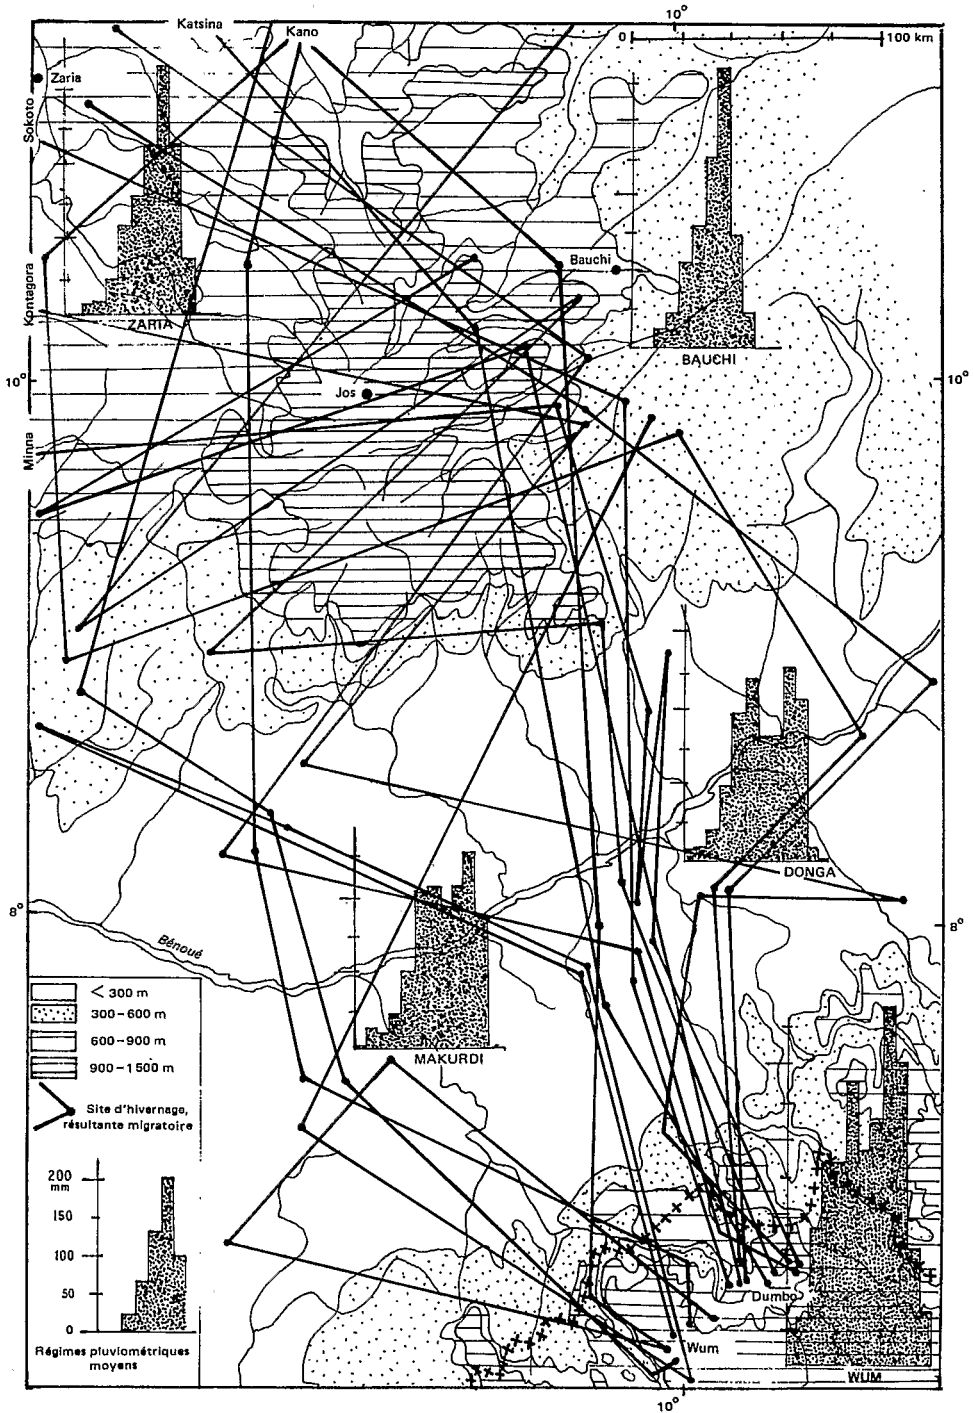 10°
Katsina
Kano
0
100 km
Zaria
Sokoto
Bauchi
Kontagora
ZARIA
BAUCHI
10°
10°
Jos
Minna
DONGA
8°
8°
Bénoué
< 300 m
300-600 m
600-900 m
900-1500 m
MAKURDI
Site d'hivernage,
résultante migratoire
200
mm
150
100
50
0
Régimes pluviométriques
moyens
Dumbo
Wum
WUM
10°